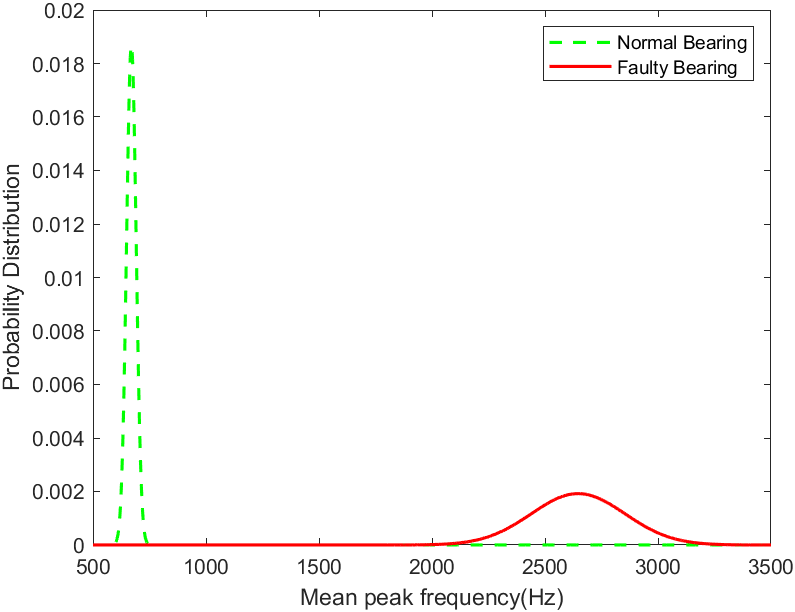 0.02
0.018
0.016
0.014
0.012
0.01
0.008
0.006
0.004
0.002
0
Probability Distribution
Normal Bearing
Faulty Bearing
500 1000 1500 2000 2500 3000 3500
Mean peak frequency(Hz)